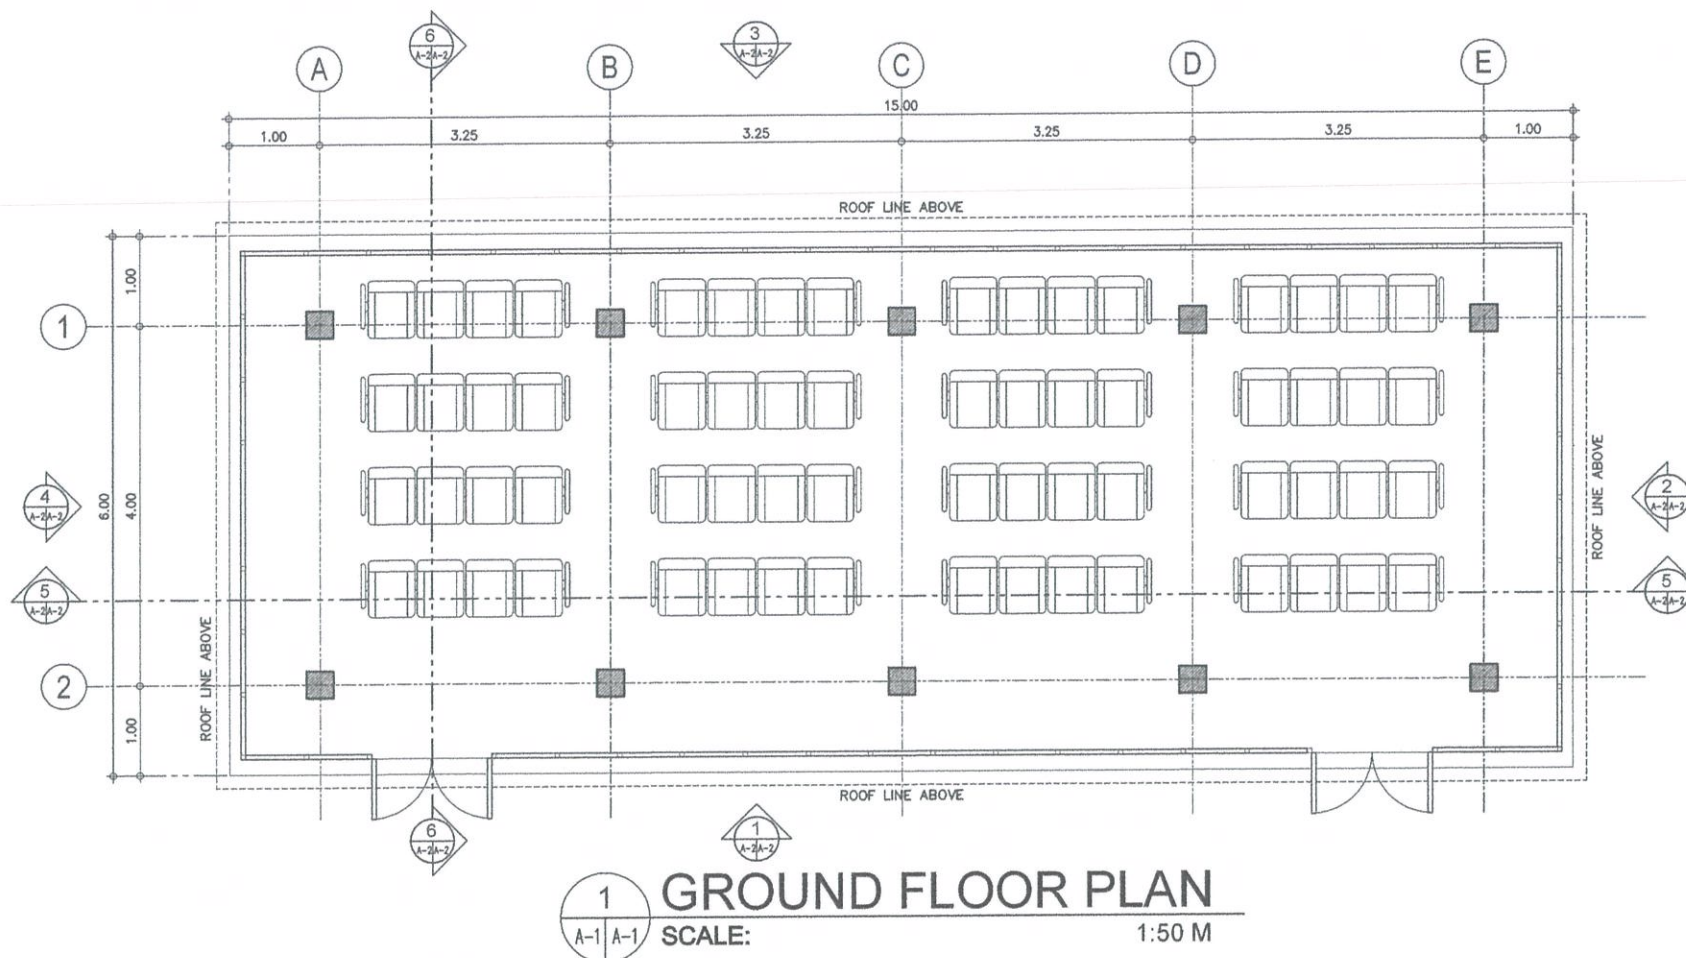 6
A-2 A-2
3
A-2 A-2
A
B
C
D
E
15.00
1.00
3.25
3.25
3.25
3.25
1.00
ROOF LINE ABOVE
1.00
1
4
A-2 A-2
6.00
4.00
2
A-2 A-2
ROOF LINE ABOVE
5
A-2 A-2
5
A-2 A-2
ROOF LINE ABOVE
2
1.00
ROOF LINE ABOVE
6
A-2 A-2
1
A-2 A-2
1
A-1 A-1
GROUND FLOOR PLAN
SCALE: 1:50 M